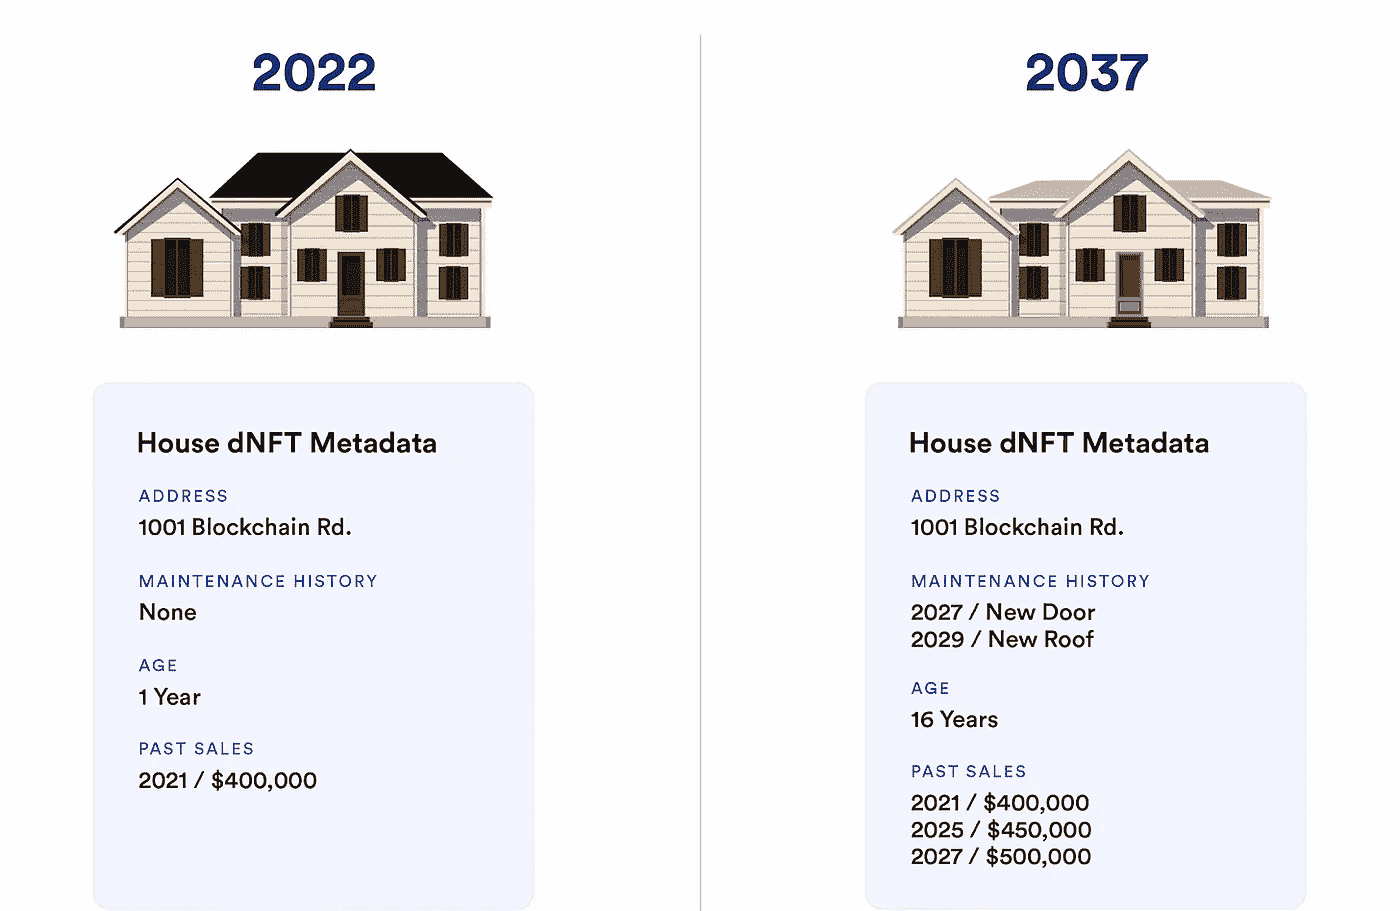 2022
House dNFT Metadata
ADDRESS
1001 Blockchain Rd.
MAINTENANCE HISTORY
None
AGE
1 Year
PAST SALES
2021 / $400,000
2037
House dNFT Metadata
ADDRESS
1001 Blockchain Rd.
MAINTENANCE HISTORY
2027 / New Door
2029 / New Roof
AGE
16 Years
PAST SALES
2021 / $400,000
2025 / $450,000
2027 / $500,000